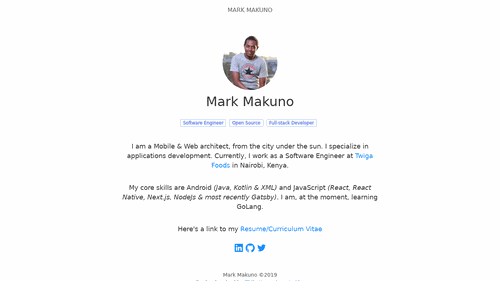 MARK MAKUNO
Mark Makuno
Software Engineer
Open Source
Full-stack Developer
I am a Mobile & Web architect, from the city under the sun. I specialize in
applications development. Currently, I work as a Software Engineer at Twiga
Foods in Nairobi, Kenya.
My core skills are Android (Java, Kotlin & XML) and JavaScript (React, React
Native, Next.js, Nodejs & most recently Gatsby). I am, at the moment, learning
GoLang.
Here's a link to my Resume/Curriculum Vitae
Mark Makuno ©2019